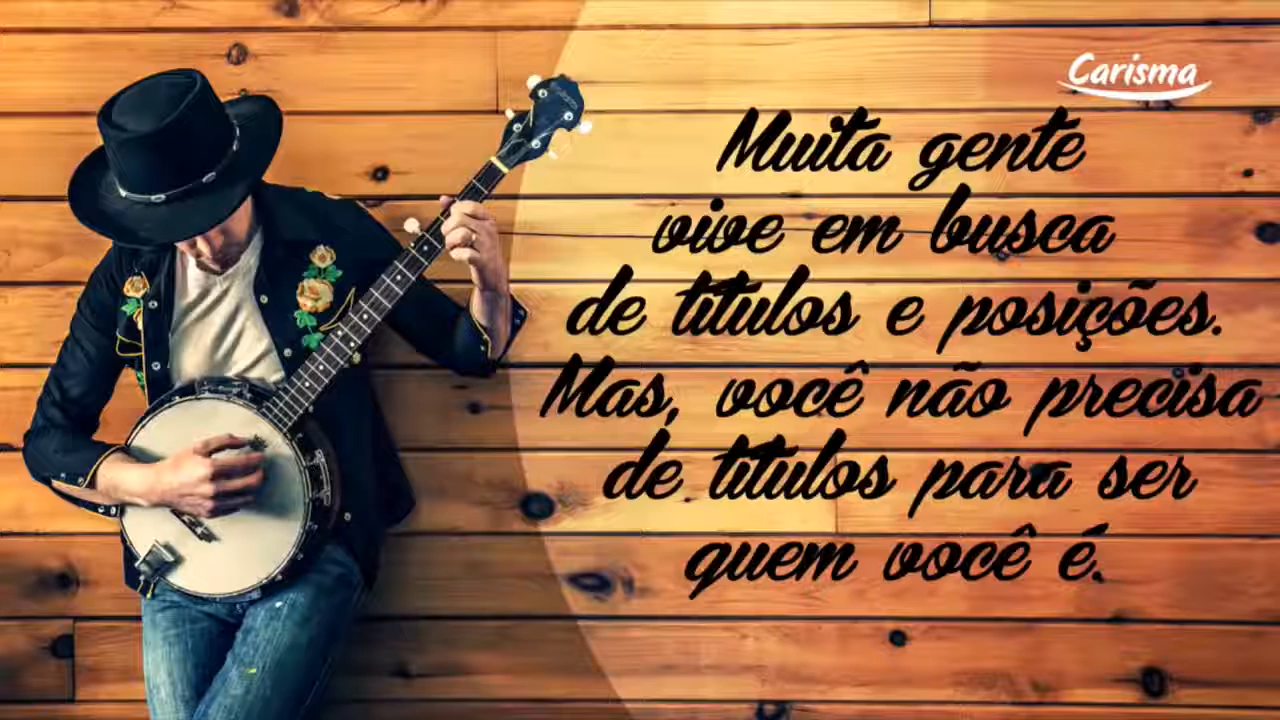 Carisma
Muita gente
vive em busca
de títulos e posições.
Mas, você não precisa
de títulos para ser
quem você é.